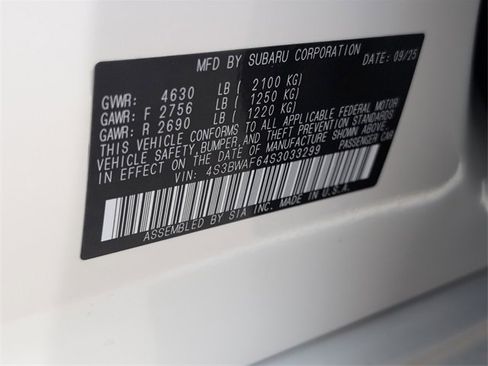 MFD BY SUBARU CORPORATION DATE: 09/25
GVWR: 4630 LB ( 2100 KG)
GAWR: F 2756 LB ( 1250 KG)
GAWR: R 2690 LB ( 1220 KG)
THIS VEHICLE CONFORMS TO ALL APPLICABLE FEDERAL MOTOR
VEHICLE SAFETY, BUMPER, AND THEFT PREVENTION STANDARDS
IN EFFECT ON THE DATE OF MANUFACTURE SHOWN ABOVE.
VIN: 4S3BWAF64S3033299 PASSENGER CAR
ASSEMBLED BY SIA INC. MADE IN U.S.A.